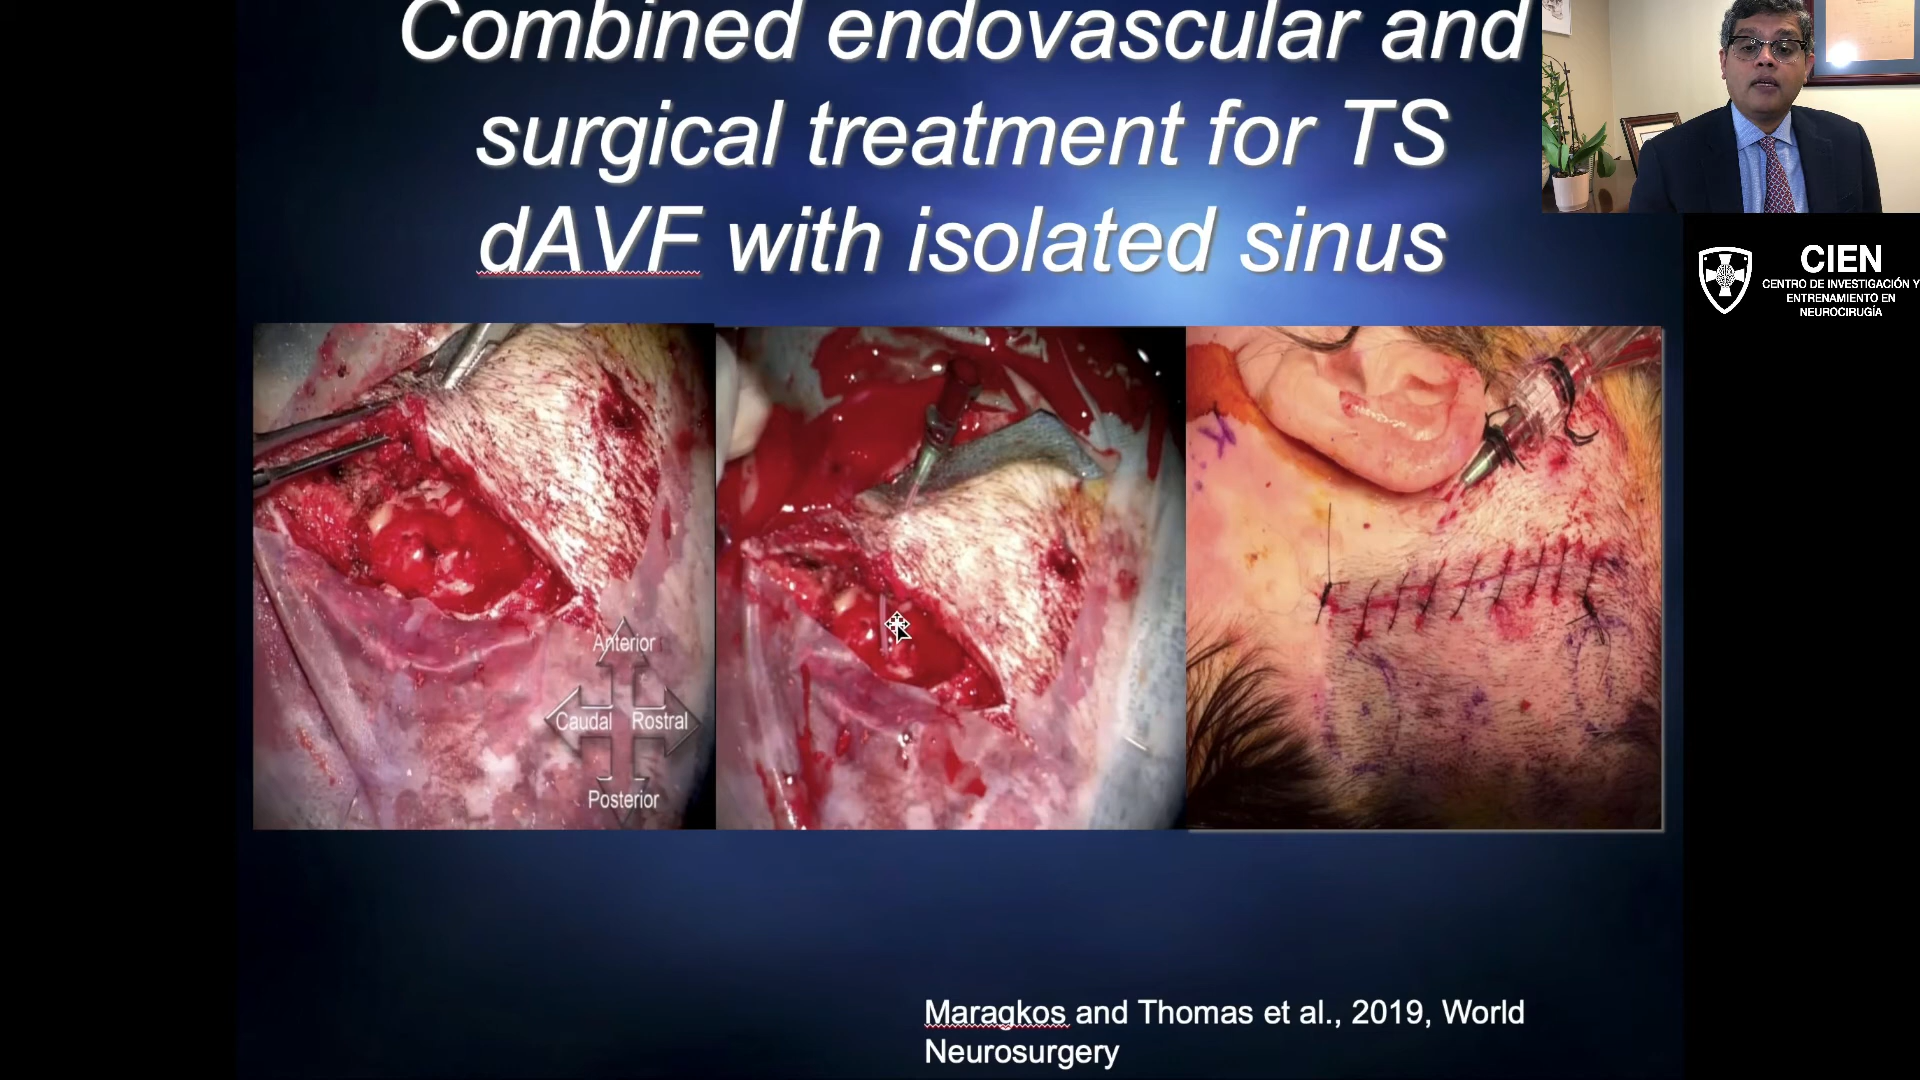 Combined endovascular and
surgical treatment for TS
dAVF with isolated sinus
CIEN
CENTRO DE INVESTIGACIÓN Y
ENTRENAMIENTO EN
NEUROCIRUGÍA
Anterior
Caudal Rostral
Posterior
Maragkos and Thomas et al., 2019, World
Neurosurgery